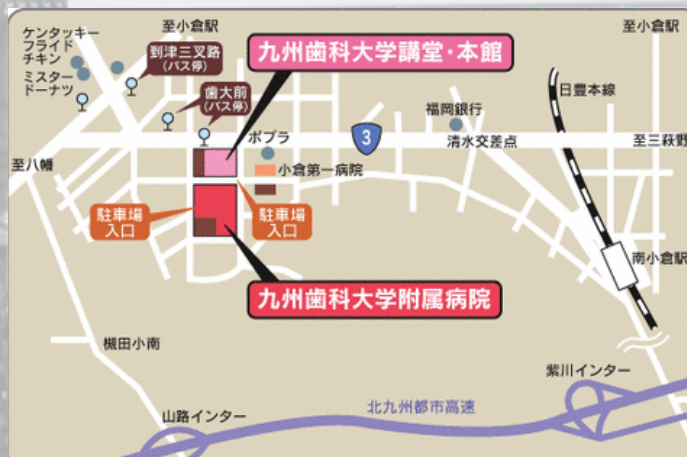 ケンタッキー
フライド
チキン
至小倉駅
至小倉駅
到津三叉路
(バス停)
九州歯科大学講堂・本館
ミスター
ドーナツ
歯大前
(バス停)
日豊本線
福岡銀行
ポプラ
3
清水交差点
至三萩野
至八幡
小倉第一病院
駐車場
入口
駐車場
入口
南小倉駅
九州歯科大学附属病院
槻田小南
紫川インター
北九州都市高速
山路インター